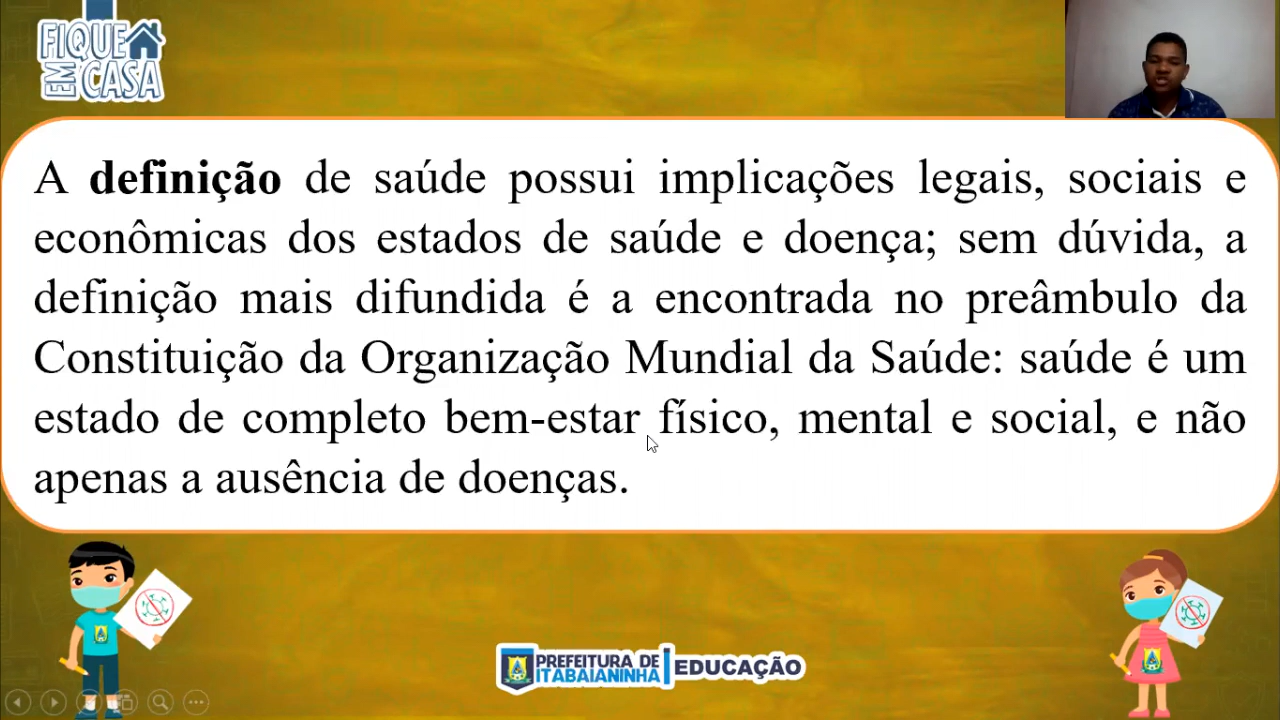 FIQUE
EM CASA
A definição de saúde possui implicações legais, sociais e
econômicas dos estados de saúde e doença; sem dúvida, a
definição mais difundida é a encontrada no preâmbulo da
Constituição da Organização Mundial da Saúde: saúde é um
estado de completo bem-estar físico, mental e social, e não
apenas a ausência de doenças.
PREFEITURA DE
ITABAIANINHA
EDUCAÇÃO